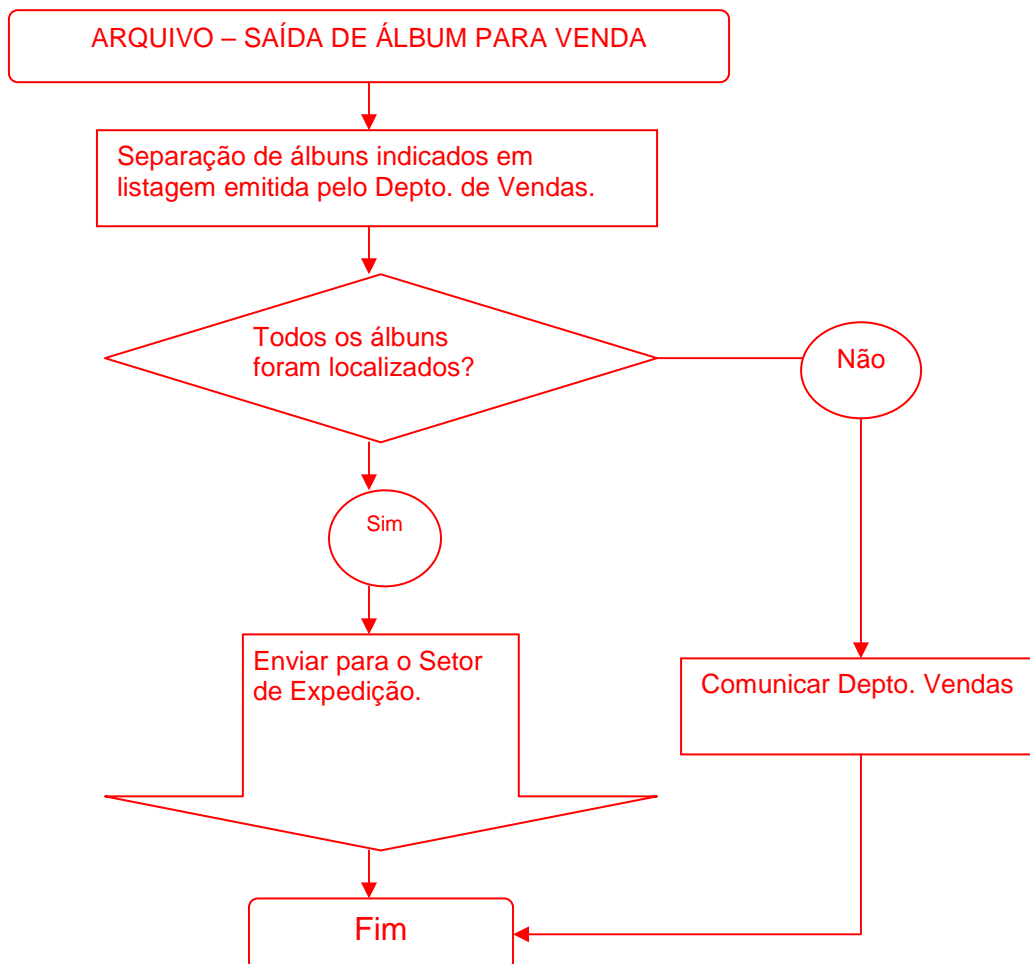 ARQUIVO – SAÍDA DE ÁLBUM PARA VENDA
Separação de álbuns indicados em
listagem emitida pelo Depto. de Vendas.
Todos os álbuns
foram localizados?
Não
Sim
Enviar para o Setor
de Expedição.
Comunicar Depto. Vendas
Fim